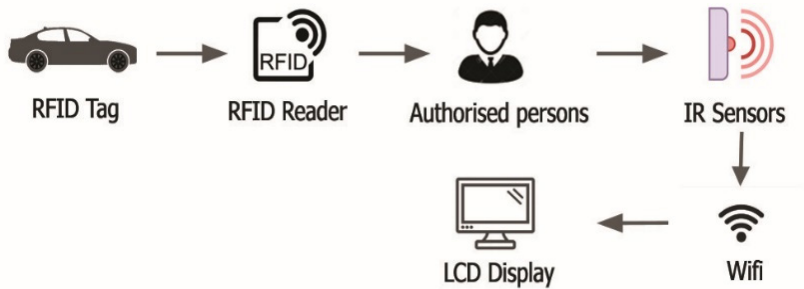 RFID
RFID Tag
RFID Reader
Authorised persons
IR Sensors
LCD Display
Wifi